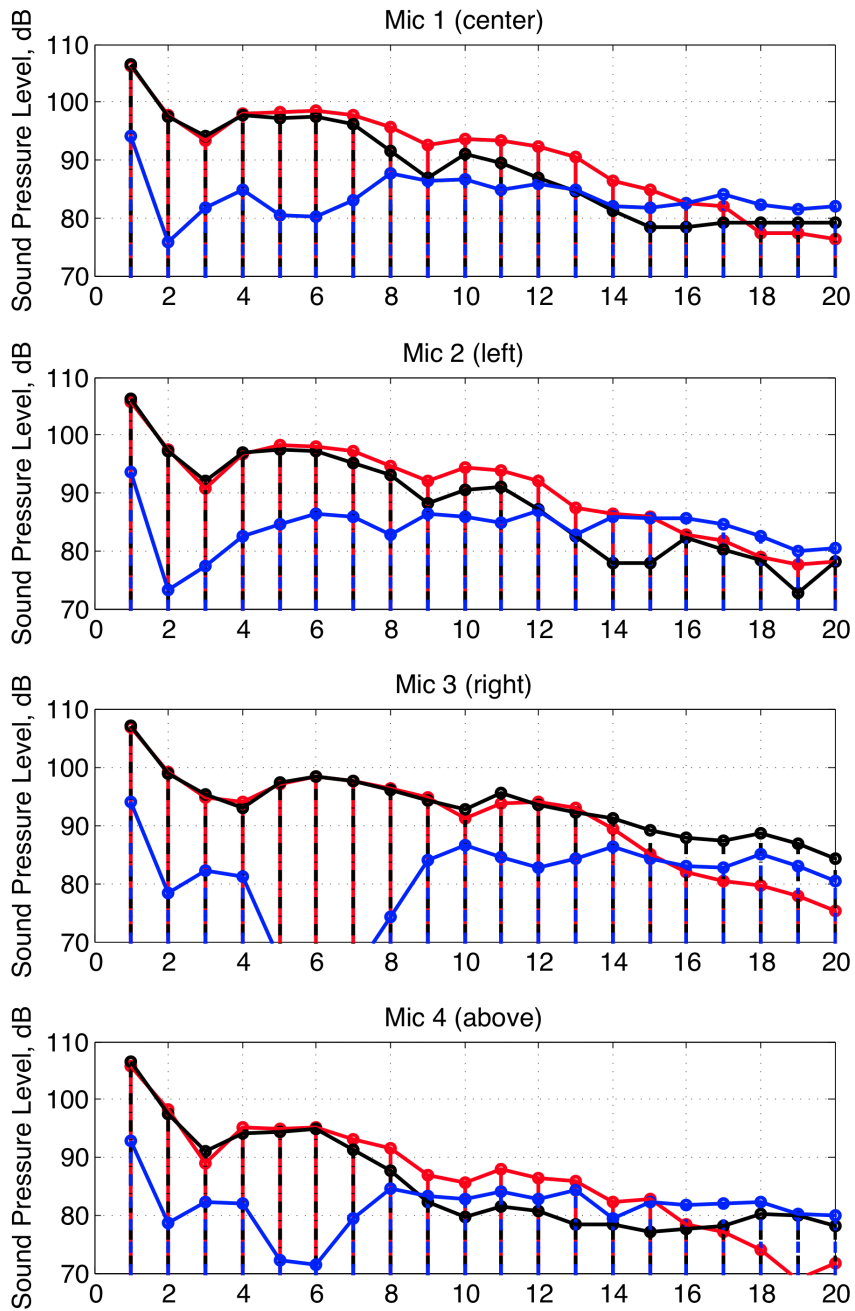 Mic 1 (center)
Sound Pressure Level, dB
110
100
90
80
70
0 2 4 6 8 10 12 14 16 18 20
Mic 2 (left)
Sound Pressure Level, dB
110
100
90
80
70
0 2 4 6 8 10 12 14 16 18 20
Mic 3 (right)
Sound Pressure Level, dB
110
100
90
80
70
0 2 4 6 8 10 12 14 16 18 20
Mic 4 (above)
Sound Pressure Level, dB
110
100
90
80
70
0 2 4 6 8 10 12 14 16 18 20